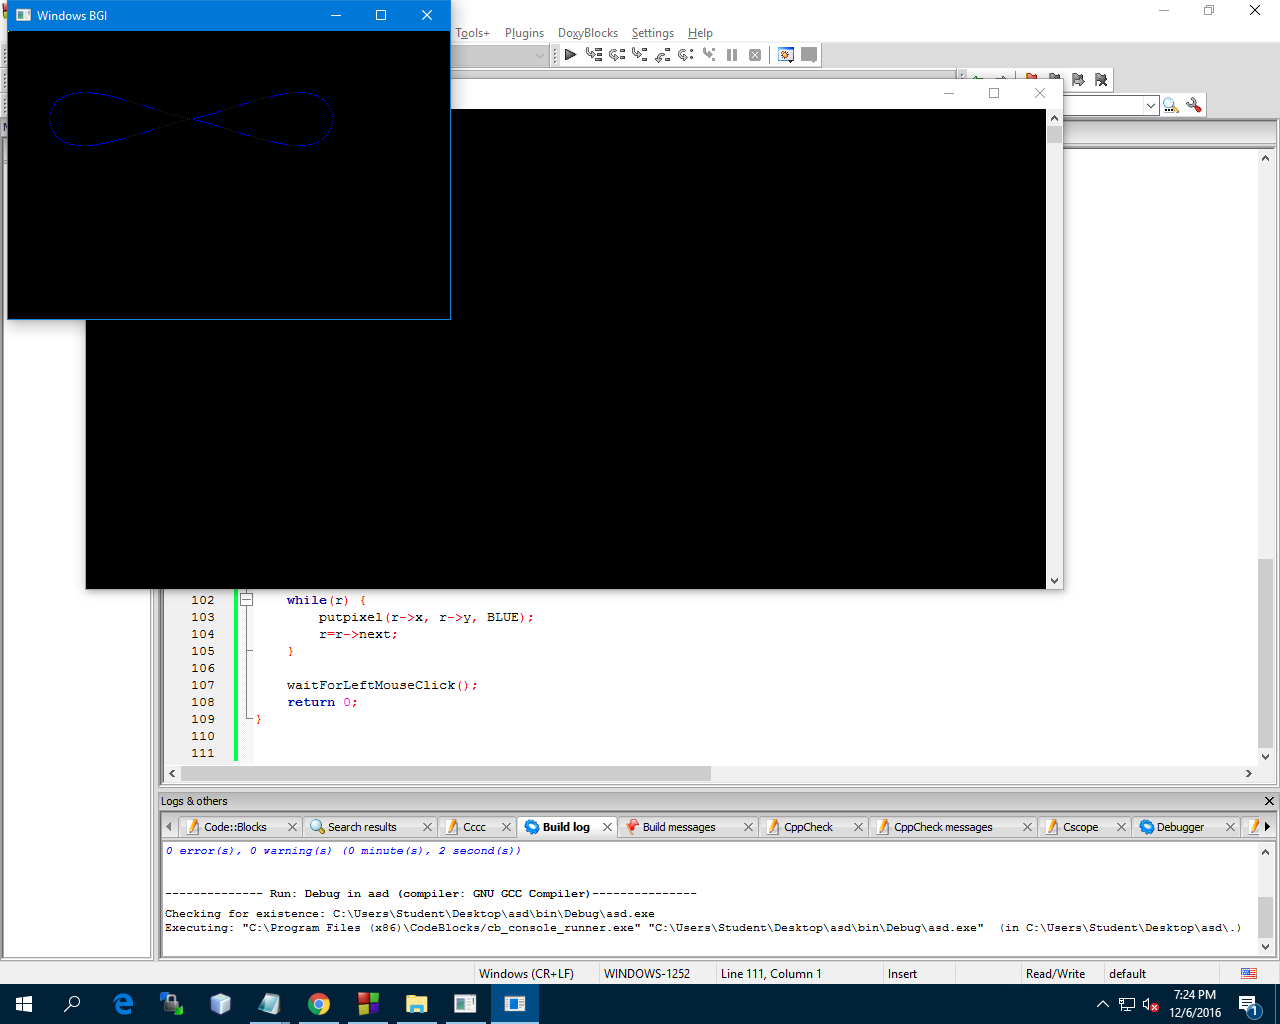 Windows BGI
Tools+ Plugins DoxyBlocks Settings Help
102 while(r) {
103 putpixel(r->x, r->y, BLUE);
104 r=r->next;
105 }
106
107 waitForLeftMouseClick();
108 return 0;
109 }
110
111
Logs & others
Code::Blocks Search results Cccc Build log Build messages CppCheck CppCheck messages Cscope Debugger
0 error(s), 0 warning(s) (0 minute(s), 2 second(s))
-------------- Run: Debug in asd (compiler: GNU GCC Compiler)---------------
Checking for existence: C:\Users\Student\Desktop\asd\bin\Debug\asd.exe
Executing: "C:\Program Files (x86)\CodeBlocks/cb_console_runner.exe" "C:\Users\Student\Desktop\asd\bin\Debug\asd.exe"  (in C:\Users\Student\Desktop\asd\.)
Windows (CR+LF) WINDOWS-1252 Line 111, Column 1 Insert Read/Write default
7:24 PM
12/6/2016
1